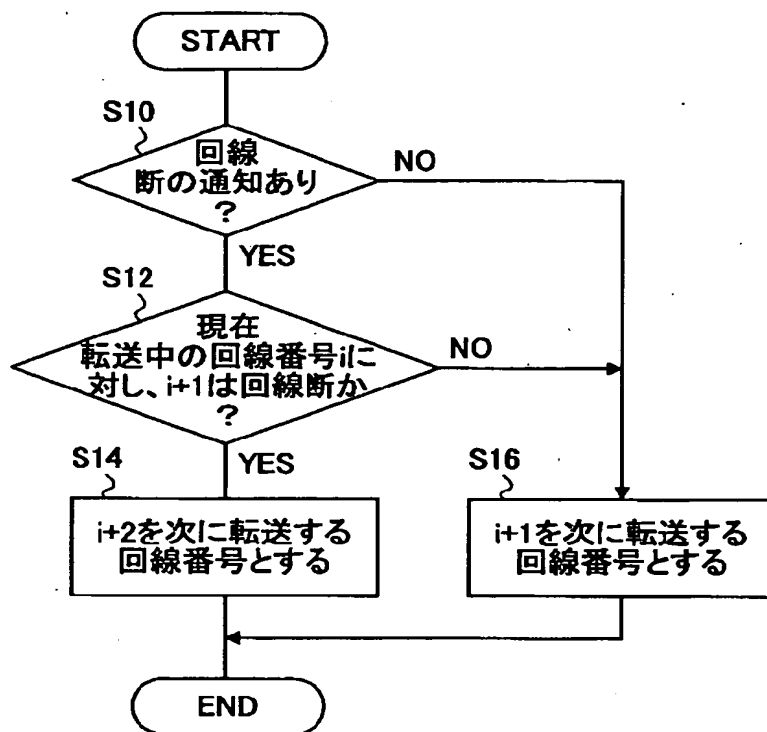 START
S10
回線
断の通知あり
?
NO
YES
S12
現在
転送中の回線番号iに
対し、i+1は回線断か
?
NO
YES
S14
i+2を次に転送する
回線番号とする
S16
i+1を次に転送する
回線番号とする
END